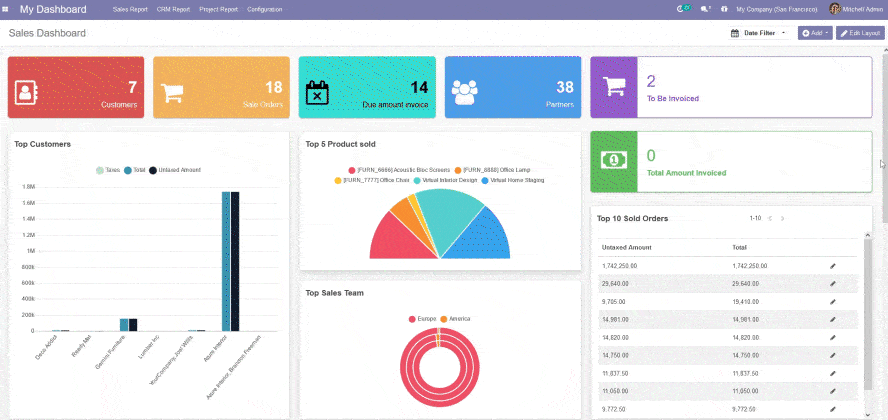 My Dashboard Sales Report CRM Report Project Report Configuration My Company (San Francisco) Mitchell Admin
Sales Dashboard Date Filter Add Edit Layout
7
Customers
18
Sale Orders
14
Due amount invoice
38
Partners
2
To Be Invoiced
Top Customers
Taxes Total Untaxed Amount
1.8M
1.6M
1.4M
1.2M
1M
800k
600k
400k
200k
0
Deco Addict
Ready Mat
Gemini Furniture
Lumber Inc
YourCompany, Joel Willis
Azure Interior
Azure Interior, Brandon Freeman
Top 5 Product sold
[FURN_6666] Acoustic Bloc Screens [FURN_8888] Office Lamp
[FURN_7777] Office Chair Virtual Interior Design Virtual Home Staging
Top Sales Team
Europe America
0
Total Amount Invoiced
Top 10 Sold Orders 1-10
Untaxed Amount Total
1,742,250.00 1,742,250.00
29,640.00 29,640.00
9,705.00 19,410.00
14,981.00 14,981.00
14,820.00 14,820.00
14,750.00 14,750.00
11,837.50 11,837.50
11,050.00 11,050.00
9,772.50 9,772.50